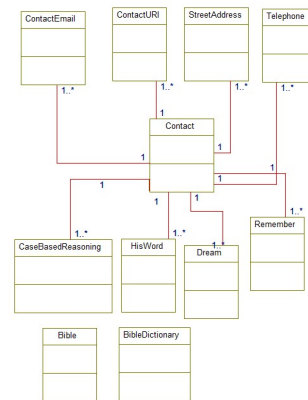 ContactEmail
ContactURI
StreetAddress
Telephone
1..*
1..*
1..*
1..*
1
Contact
1
1
1
1
1
1
1
1
1..*
1..*
1..*
1..*
CaseBasedReasoning
HisWord
Dream
Remember
Bible
BibleDictionary